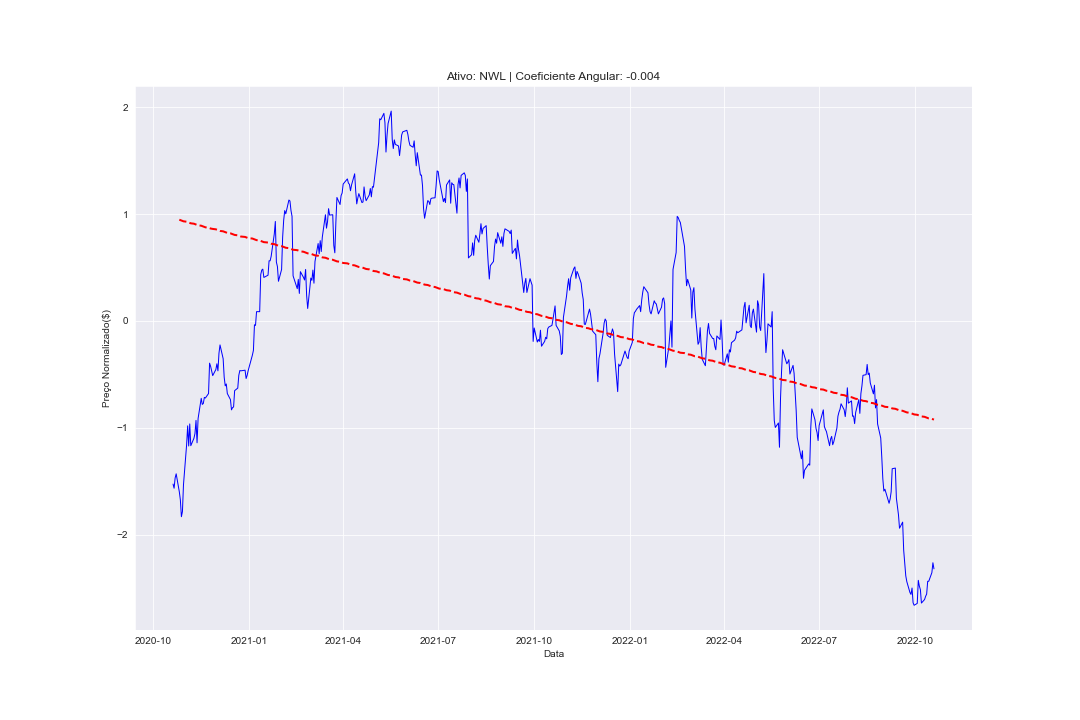 Ativo: NWL | Coeficiente Angular: -0.004
Preço Normalizado($)
2
1
0
−1
−2
2020-10 2021-01 2021-04 2021-07 2021-10 2022-01 2022-04 2022-07 2022-10
Data